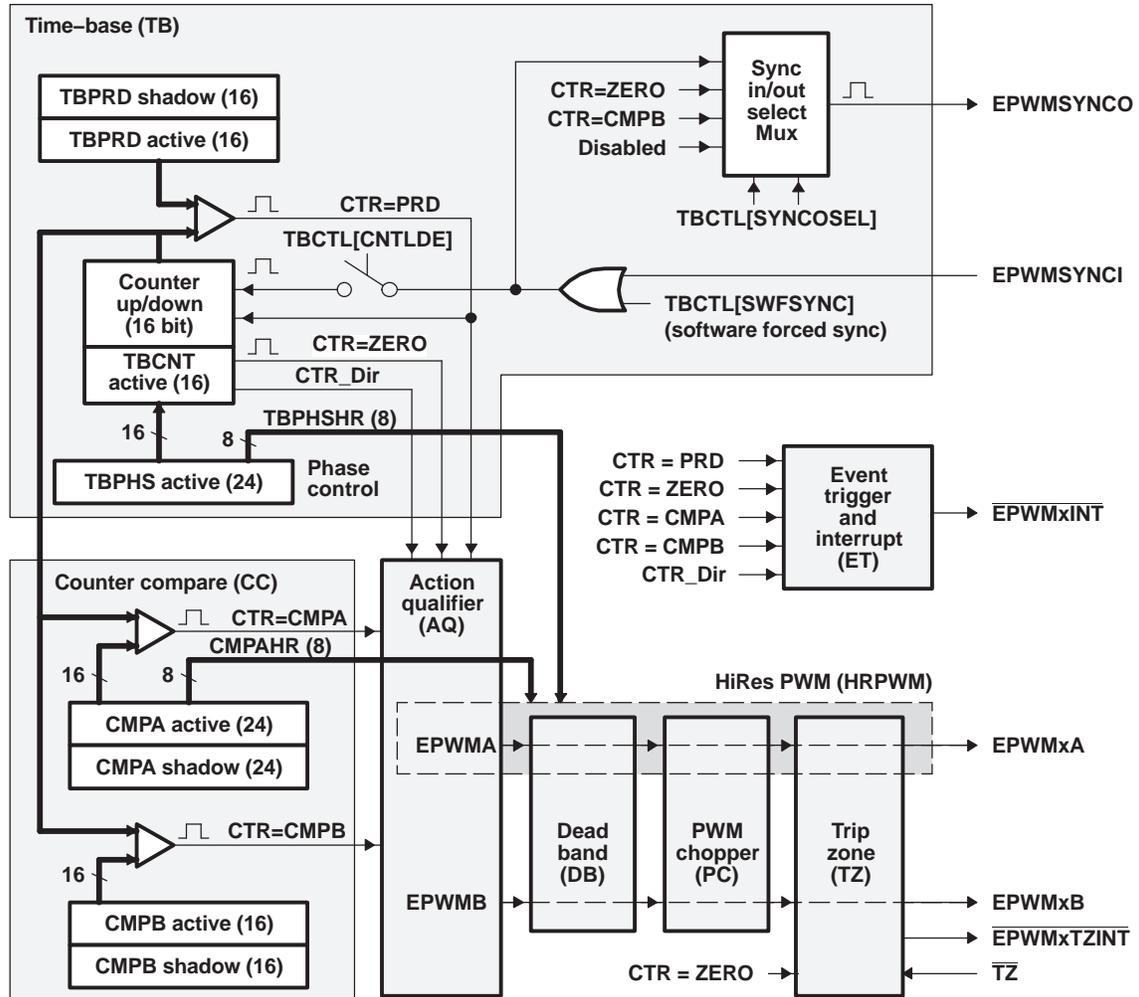 Time−base (TB)
TBPRD shadow (16)
TBPRD active (16)
CTR=ZERO
CTR=CMPB
Disabled
Sync
in/out
select
Mux
EPWMSYNCO
TBCTL[SYNCOSEL]
CTR=PRD
TBCTL[CNTLDE]
EPWMSYNCI
TBCTL[SWFSYNC]
(software forced sync)
Counter
up/down
(16 bit)
TBCNT
active (16)
CTR=ZERO
CTR_Dir
16
8
TBPHSHR (8)
TBPHS active (24)
Phase
control
CTR = PRD
CTR = ZERO
CTR = CMPA
CTR = CMPB
CTR_Dir
Event
trigger
and
interrupt
(ET)
EPWMxINT
Counter compare (CC)
CTR=CMPA
CMPAHR (8)
16
8
CMPA active (24)
CMPA shadow (24)
CTR=CMPB
16
CMPB active (16)
CMPB shadow (16)
Action
qualifier
(AQ)
EPWMA
EPWMB
HiRes PWM (HRPWM)
Dead
band
(DB)
PWM
chopper
(PC)
Trip
zone
(TZ)
EPWMxA
EPWMxB
EPWMxTZINT
CTR = ZERO
TZ